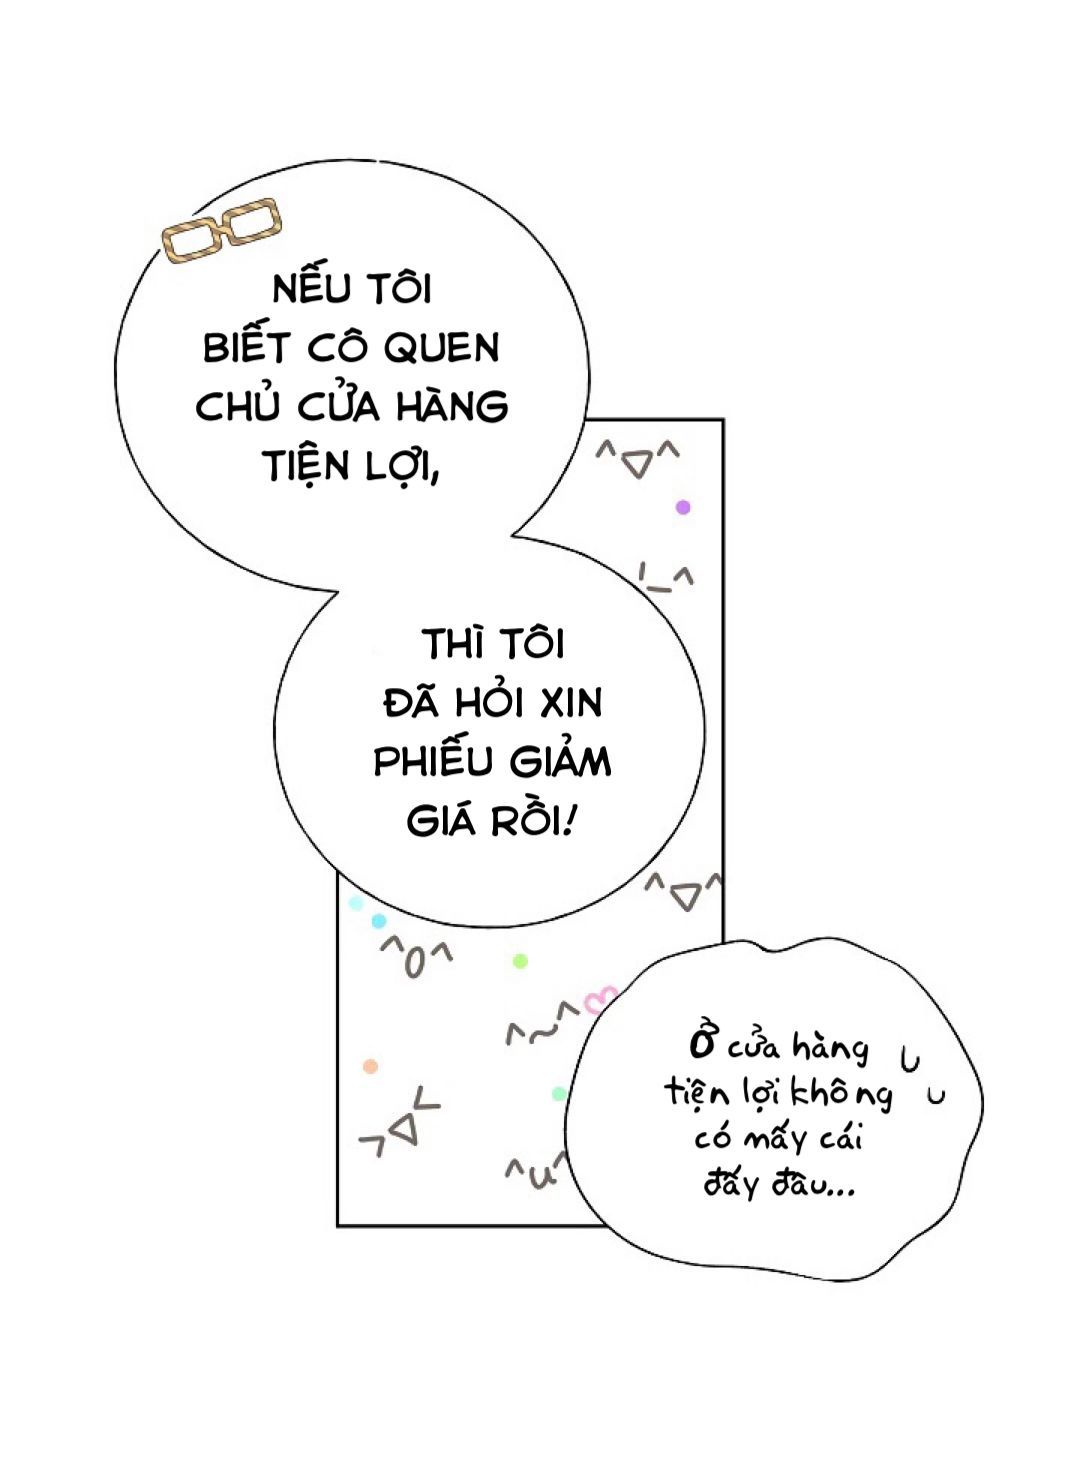 NẾU TÔI
BIẾT CÔ QUEN
CHỦ CỬA HÀNG
TIỆN LỢI,
THÌ TÔI
ĐÃ HỎI XIN
PHIẾU GIẢM
GIÁ RỒI!
Ở cửa hàng
tiện lợi không
có mấy cái
đấy đâu...